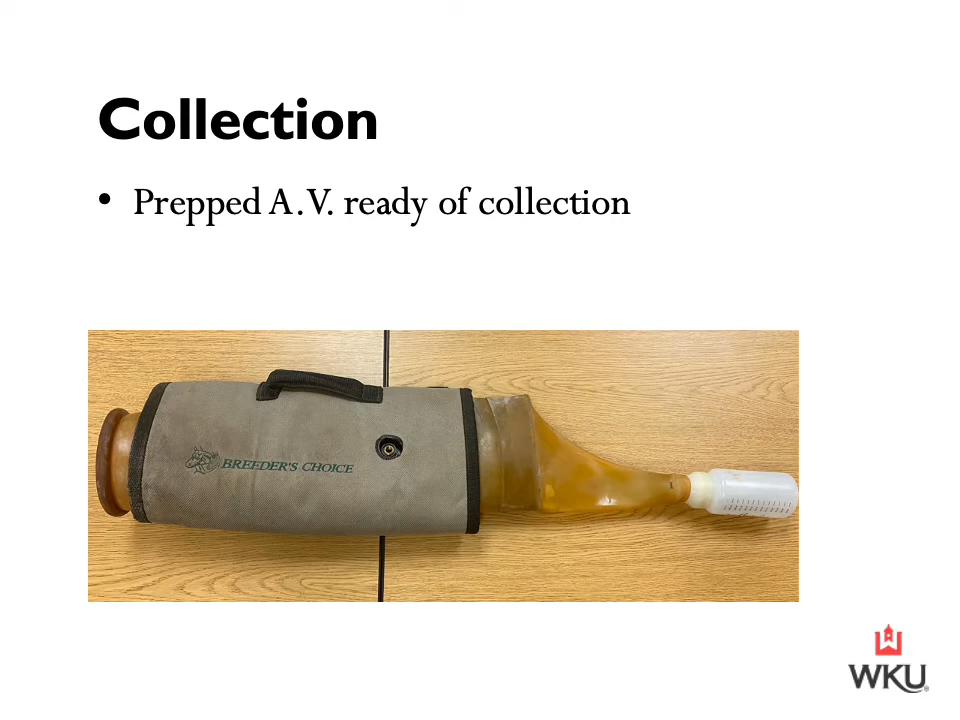 Collection
• Prepped A.V. ready of collection
BREEDER'S CHOICE
WKU®